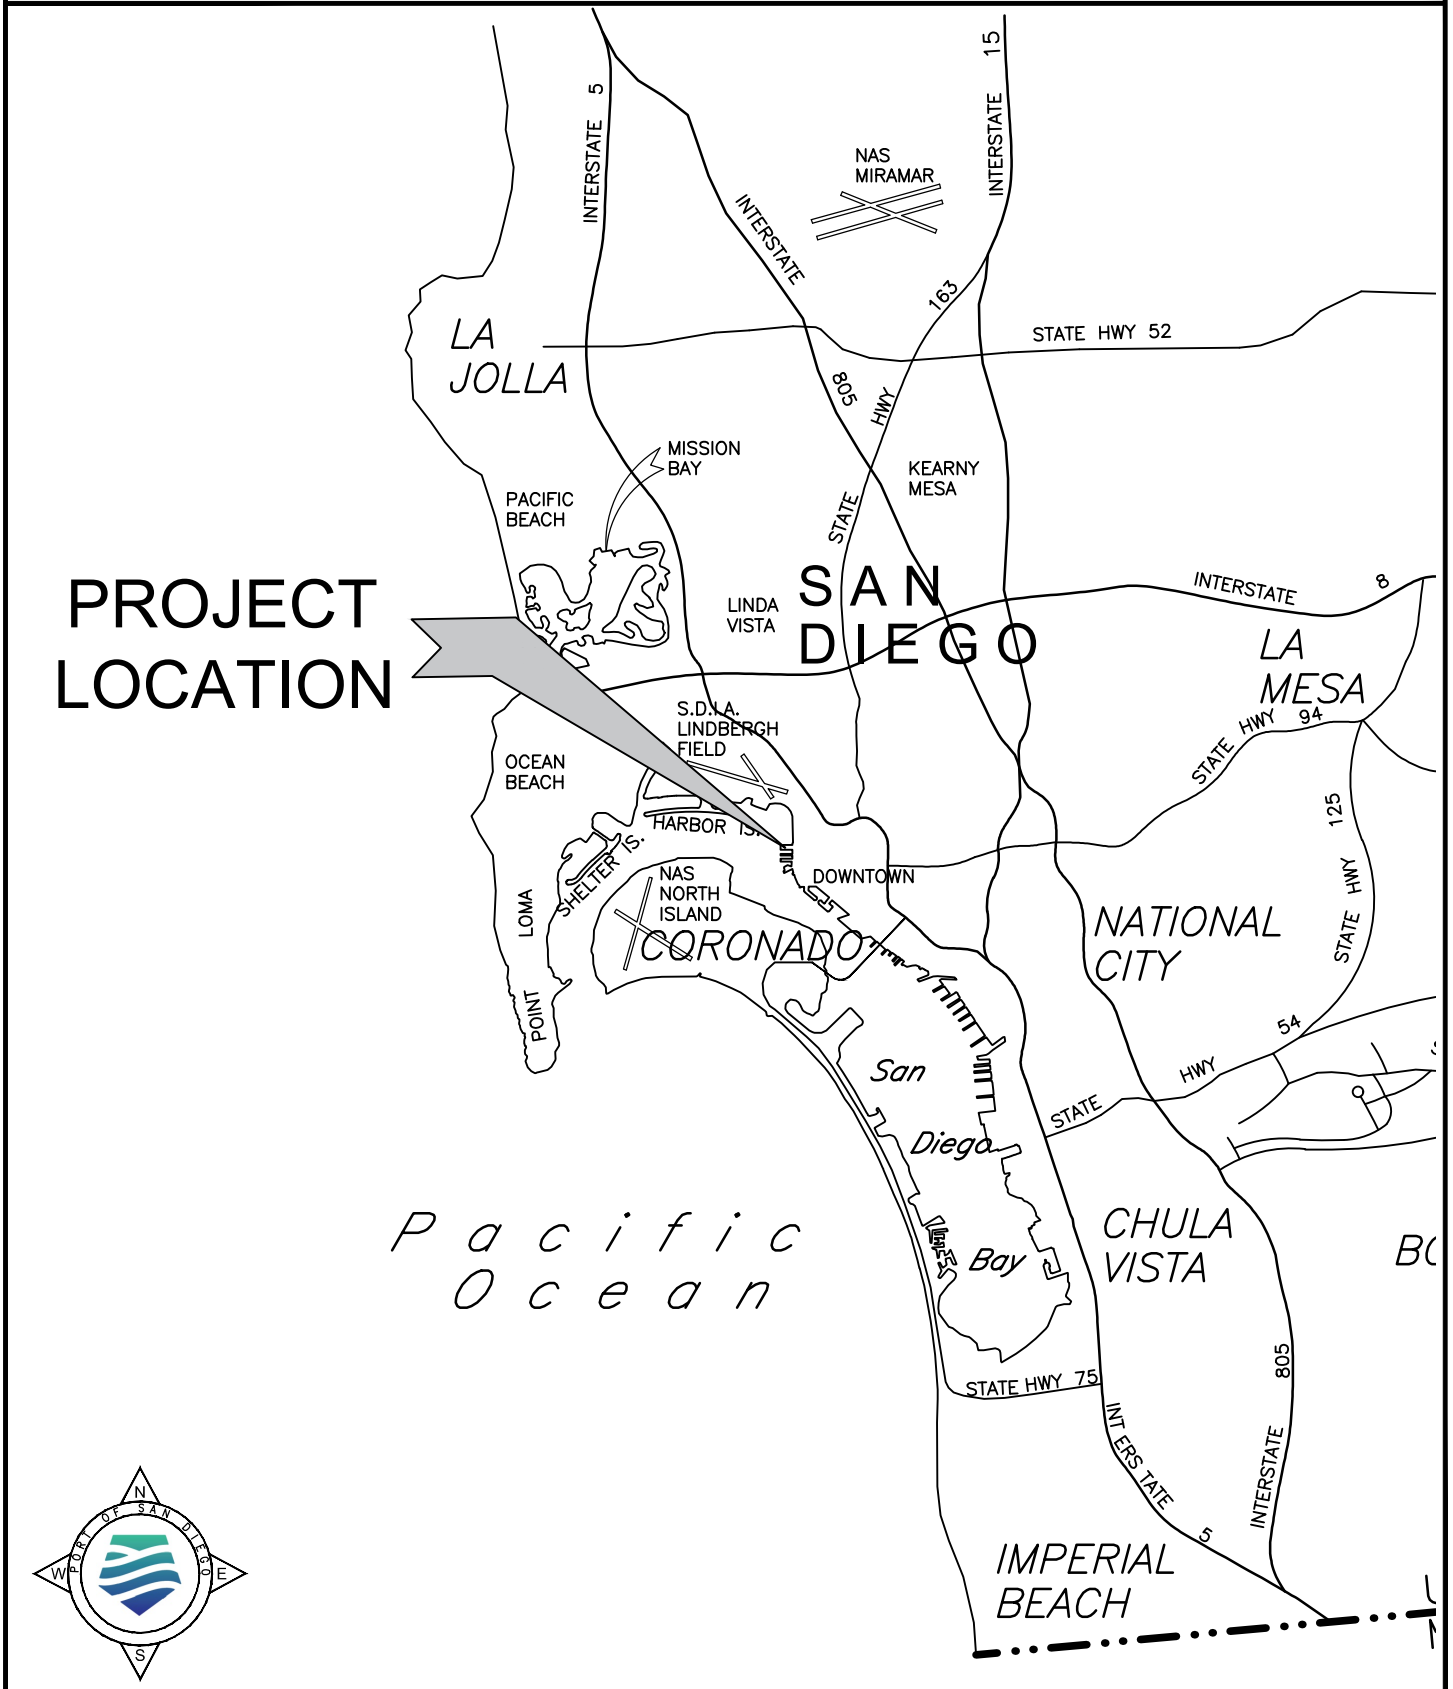 INTERSTATE 5
INTERSTATE 15
NAS
MIRAMAR
INTERSTATE
805
163
STATE HWY
STATE HWY 52
LA
JOLLA
MISSION
BAY
KEARNY
MESA
PACIFIC
BEACH
PROJECT
LOCATION
LINDA
VISTA
SAN
DIEGO
INTERSTATE 8
LA
MESA
STATE HWY 94
S.D.I.A.
LINDBERGH
FIELD
OCEAN
BEACH
HARBOR IS.
SHELTER IS.
125
STATE HWY
NAS
NORTH
ISLAND
DOWNTOWN
CORONADO
POINT LOMA
NATIONAL
CITY
STATE HWY 54
San
Diego
Bay
Pacific
Ocean
CHULA
VISTA
BO
STATE HWY 75
INTERSTATE 5
INTERSTATE 805
IMPERIAL
BEACH
N
PORT OF SAN DIEGO
W
E
S